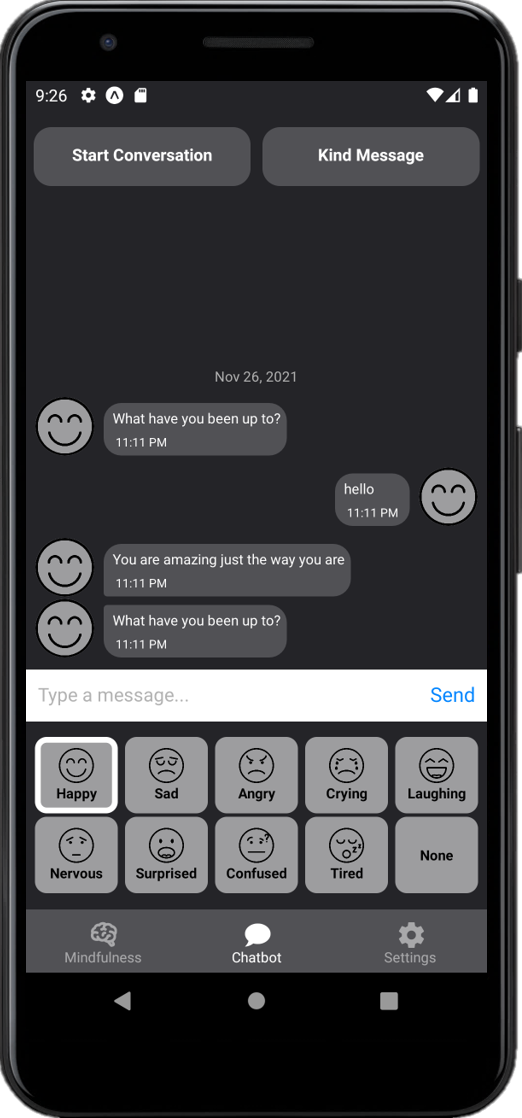 9:26
Start Conversation
Kind Message
Nov 26, 2021
What have you been up to?
11:11 PM
hello
11:11 PM
You are amazing just the way you are
11:11 PM
What have you been up to?
11:11 PM
Type a message...
Send
Happy
Sad
Angry
Crying
Laughing
Nervous
Surprised
Confused
Tired
None
Mindfulness
Chatbot
Settings